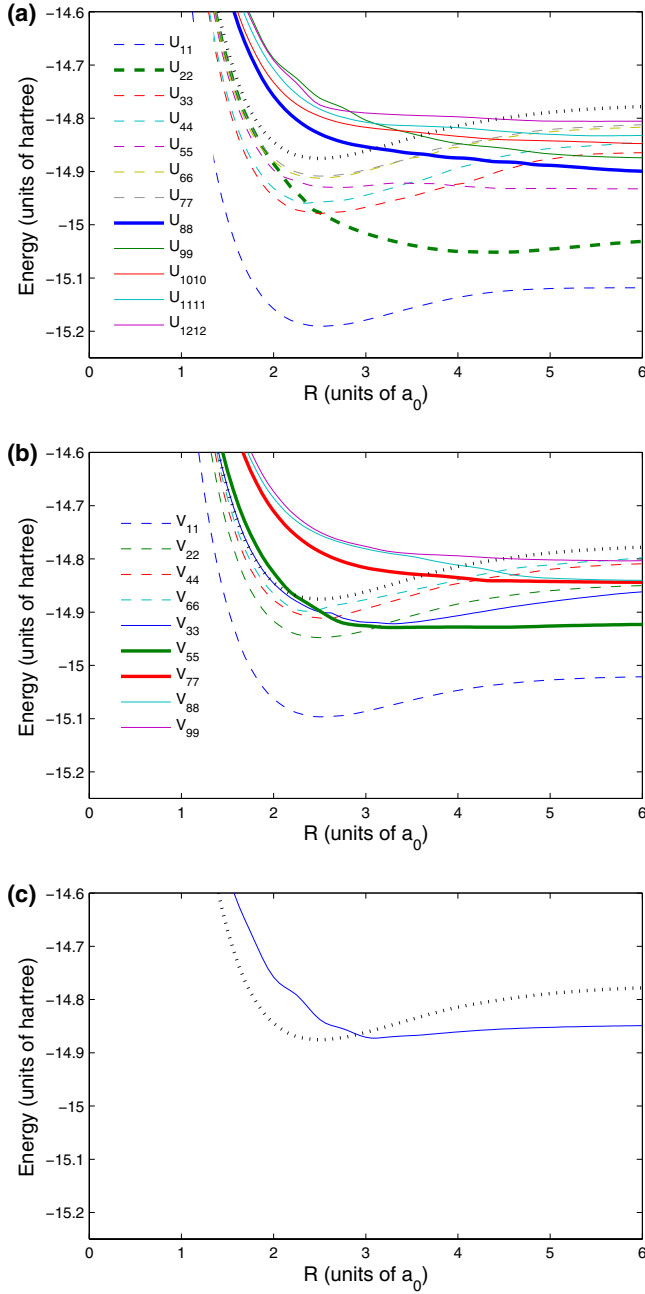 (a)
−14.6
−14.7
−14.8
−14.9
−15
−15.1
−15.2
Energy (units of hartree)
U11
U22
U33
U44
U55
U66
U77
U88
U99
U1010
U1111
U1212
0 1 2 3 4 5 6
R (units of a0)
(b)
−14.6
−14.7
−14.8
−14.9
−15
−15.1
−15.2
Energy (units of hartree)
V11
V22
V44
V66
V33
V55
V77
V88
V99
0 1 2 3 4 5 6
R (units of a0)
(c)
−14.6
−14.7
−14.8
−14.9
−15
−15.1
−15.2
Energy (units of hartree)
0 1 2 3 4 5 6
R (units of a0)